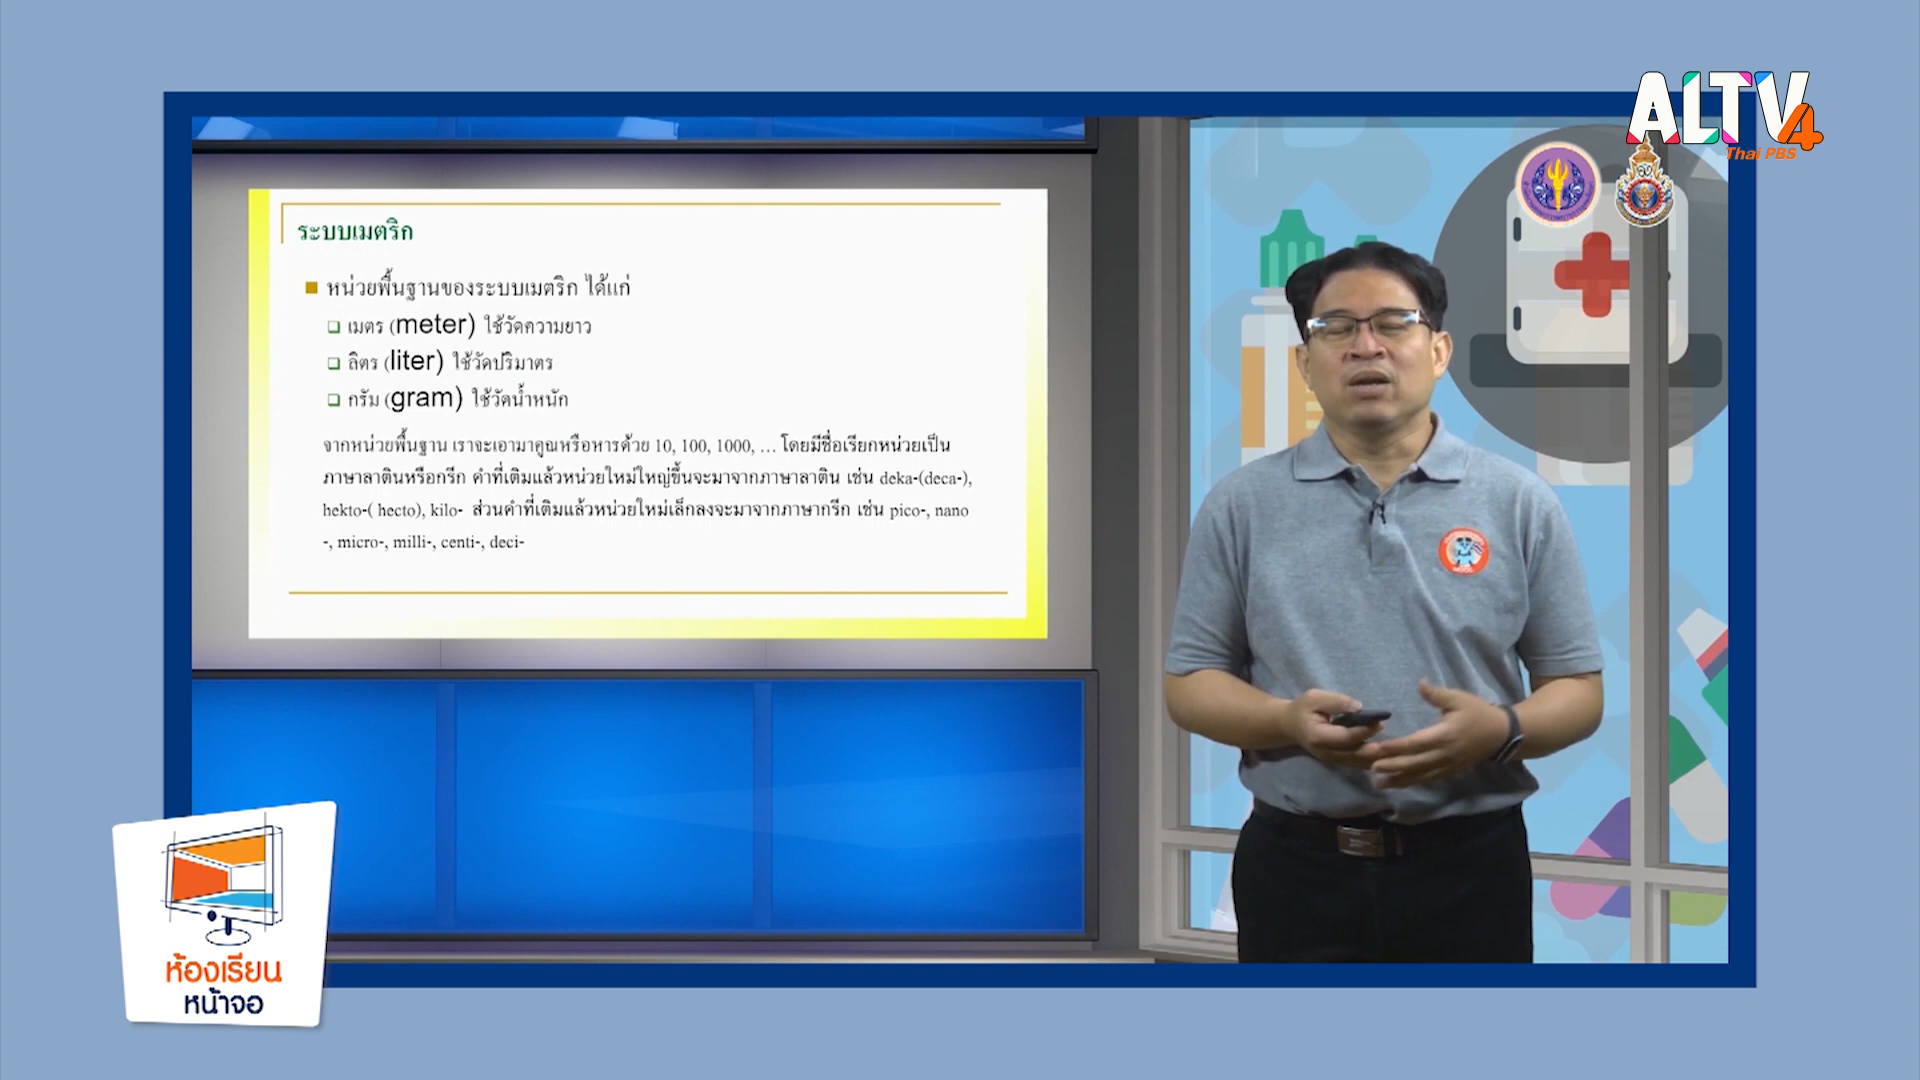 ALTV4
Thai PBS
ระบบเมตริก
หน่วยพื้นฐานของระบบเมตริก ได้แก่
เมตร (meter) ใช้วัดความยาว
ลิตร (liter) ใช้วัดปริมาตร
กรัม (gram) ใช้วัดน้ำหนัก
จากหน่วยพื้นฐาน เราจะเอามาคูณหรือหารด้วย 10, 100, 1000, … โดยมีชื่อเรียกหน่วยเป็น
ภาษาลาตินหรือกรีก คำที่เติมแล้วหน่วยใหม่ใหญ่ขึ้นจะมาจากภาษาลาติน เช่น deka-(deca-),
hekto-( hecto), kilo- ส่วนคำที่เติมแล้วหน่วยใหม่เล็กลงจะมาจากภาษากรีก เช่น pico-, nano
-, micro-, milli-, centi-, deci-
ห้องเรียน
หน้าจอ